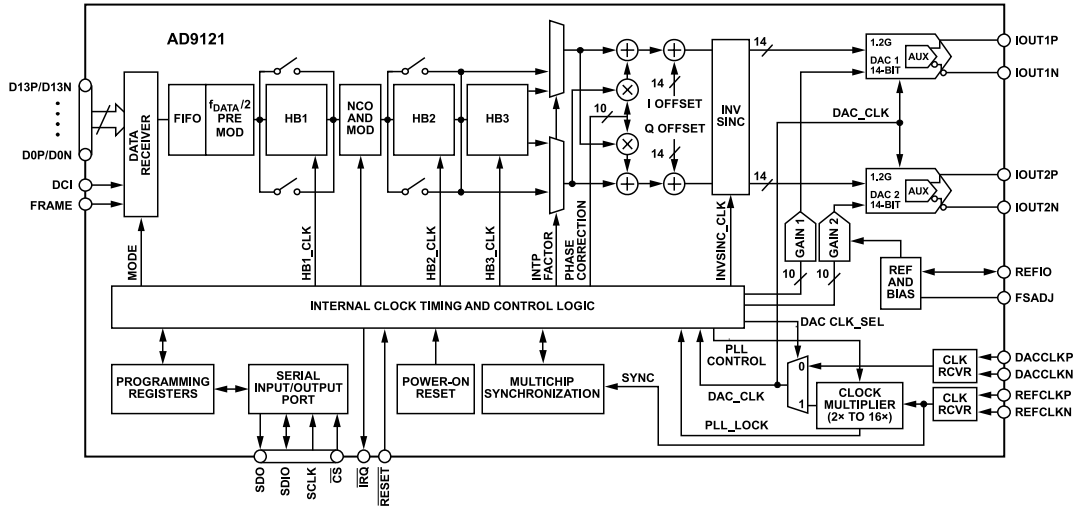 AD9121
D13P/D13N
D0P/D0N
DCI
FRAME
DATA
RECEIVER
FIFO
fDATA/2
PRE
MOD
HB1
NCO
AND
MOD
HB2
HB3
14
I OFFSET
10
Q OFFSET
14
INV
SINC
14
14
1.2G
DAC 1
14-BIT
AUX
IOUT1P
IOUT1N
DAC_CLK
1.2G
DAC 2
14-BIT
AUX
IOUT2P
IOUT2N
MODE
HB1_CLK
HB2_CLK
HB3_CLK
INTP
FACTOR
PHASE
CORRECTION
INVSINC_CLK
GAIN 1
GAIN 2
10
10
REF
AND
BIAS
REFIO
FSADJ
INTERNAL CLOCK TIMING AND CONTROL LOGIC
DAC CLK_SEL
PLL
CONTROL
PROGRAMMING
REGISTERS
SERIAL
INPUT/OUTPUT
PORT
POWER-ON
RESET
MULTICHIP
SYNCHRONIZATION
SYNC
DAC_CLK
PLL_LOCK
0
1
CLOCK
MULTIPLIER
(2× TO 16×)
CLK
RCVR
CLK
RCVR
DACCLKP
DACCLKN
REFCLKP
REFCLKN
SDO
SDIO
SCLK
CS
IRQ
RESET